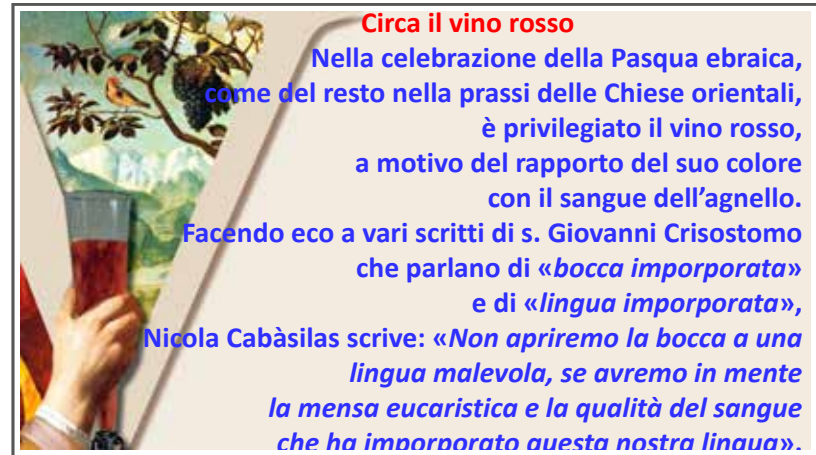 Circa il vino rosso
Nella celebrazione della Pasqua ebraica,
come del resto nella prassi delle Chiese orientali,
è privilegiato il vino rosso,
a motivo del rapporto del suo colore
con il sangue dell’agnello.
Facendo eco a vari scritti di s. Giovanni Crisostomo
che parlano di «bocca imporporata»
e di «lingua imporporata»,
Nicola Cabàsilas scrive: «Non apriremo la bocca a una
lingua malevola, se avremo in mente
la mensa eucaristica e la qualità del sangue
che ha imporporato questa nostra lingua».